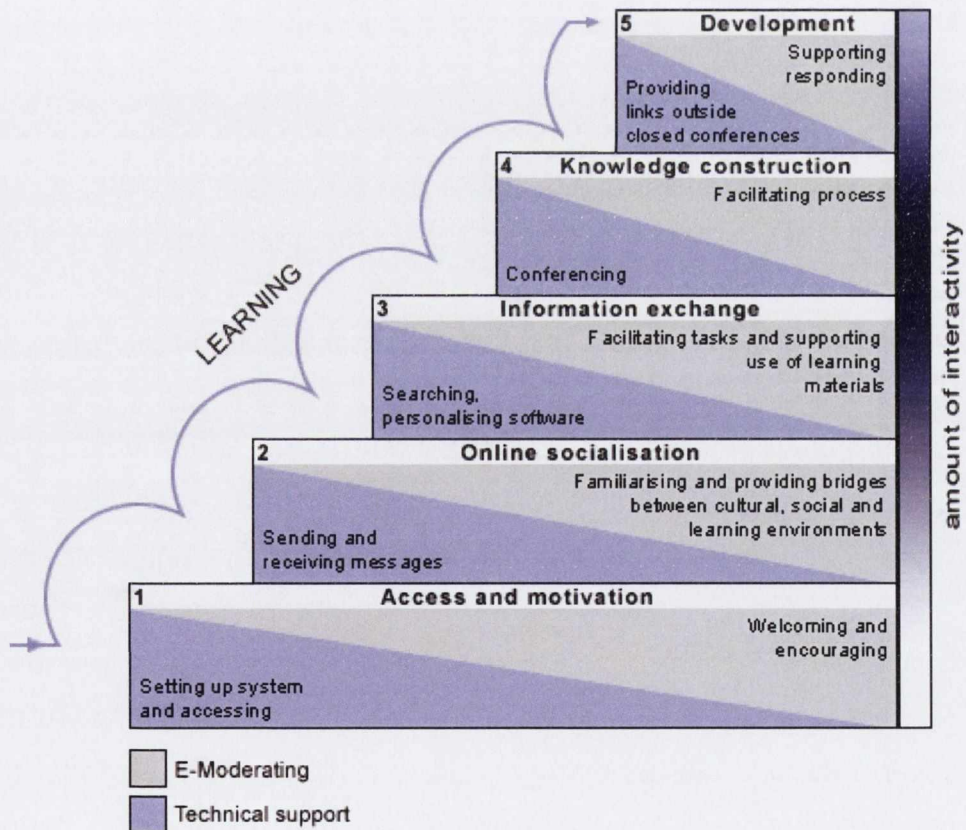 5 Development
Supporting
responding
Providing
links outside
closed conferences
4 Knowledge construction
Facilitating process
Conferencing
3 Information exchange
Facilitating tasks and supporting
use of learning
materials
Searching,
personalising software
2 Online socialisation
Familiarising and providing bridges
between cultural, social and
learning environments
Sending and
receiving messages
1 Access and motivation
Welcoming and
encouraging
Setting up system
and accessing
LEARNING
amount of interactivity
E-Moderating
Technical support